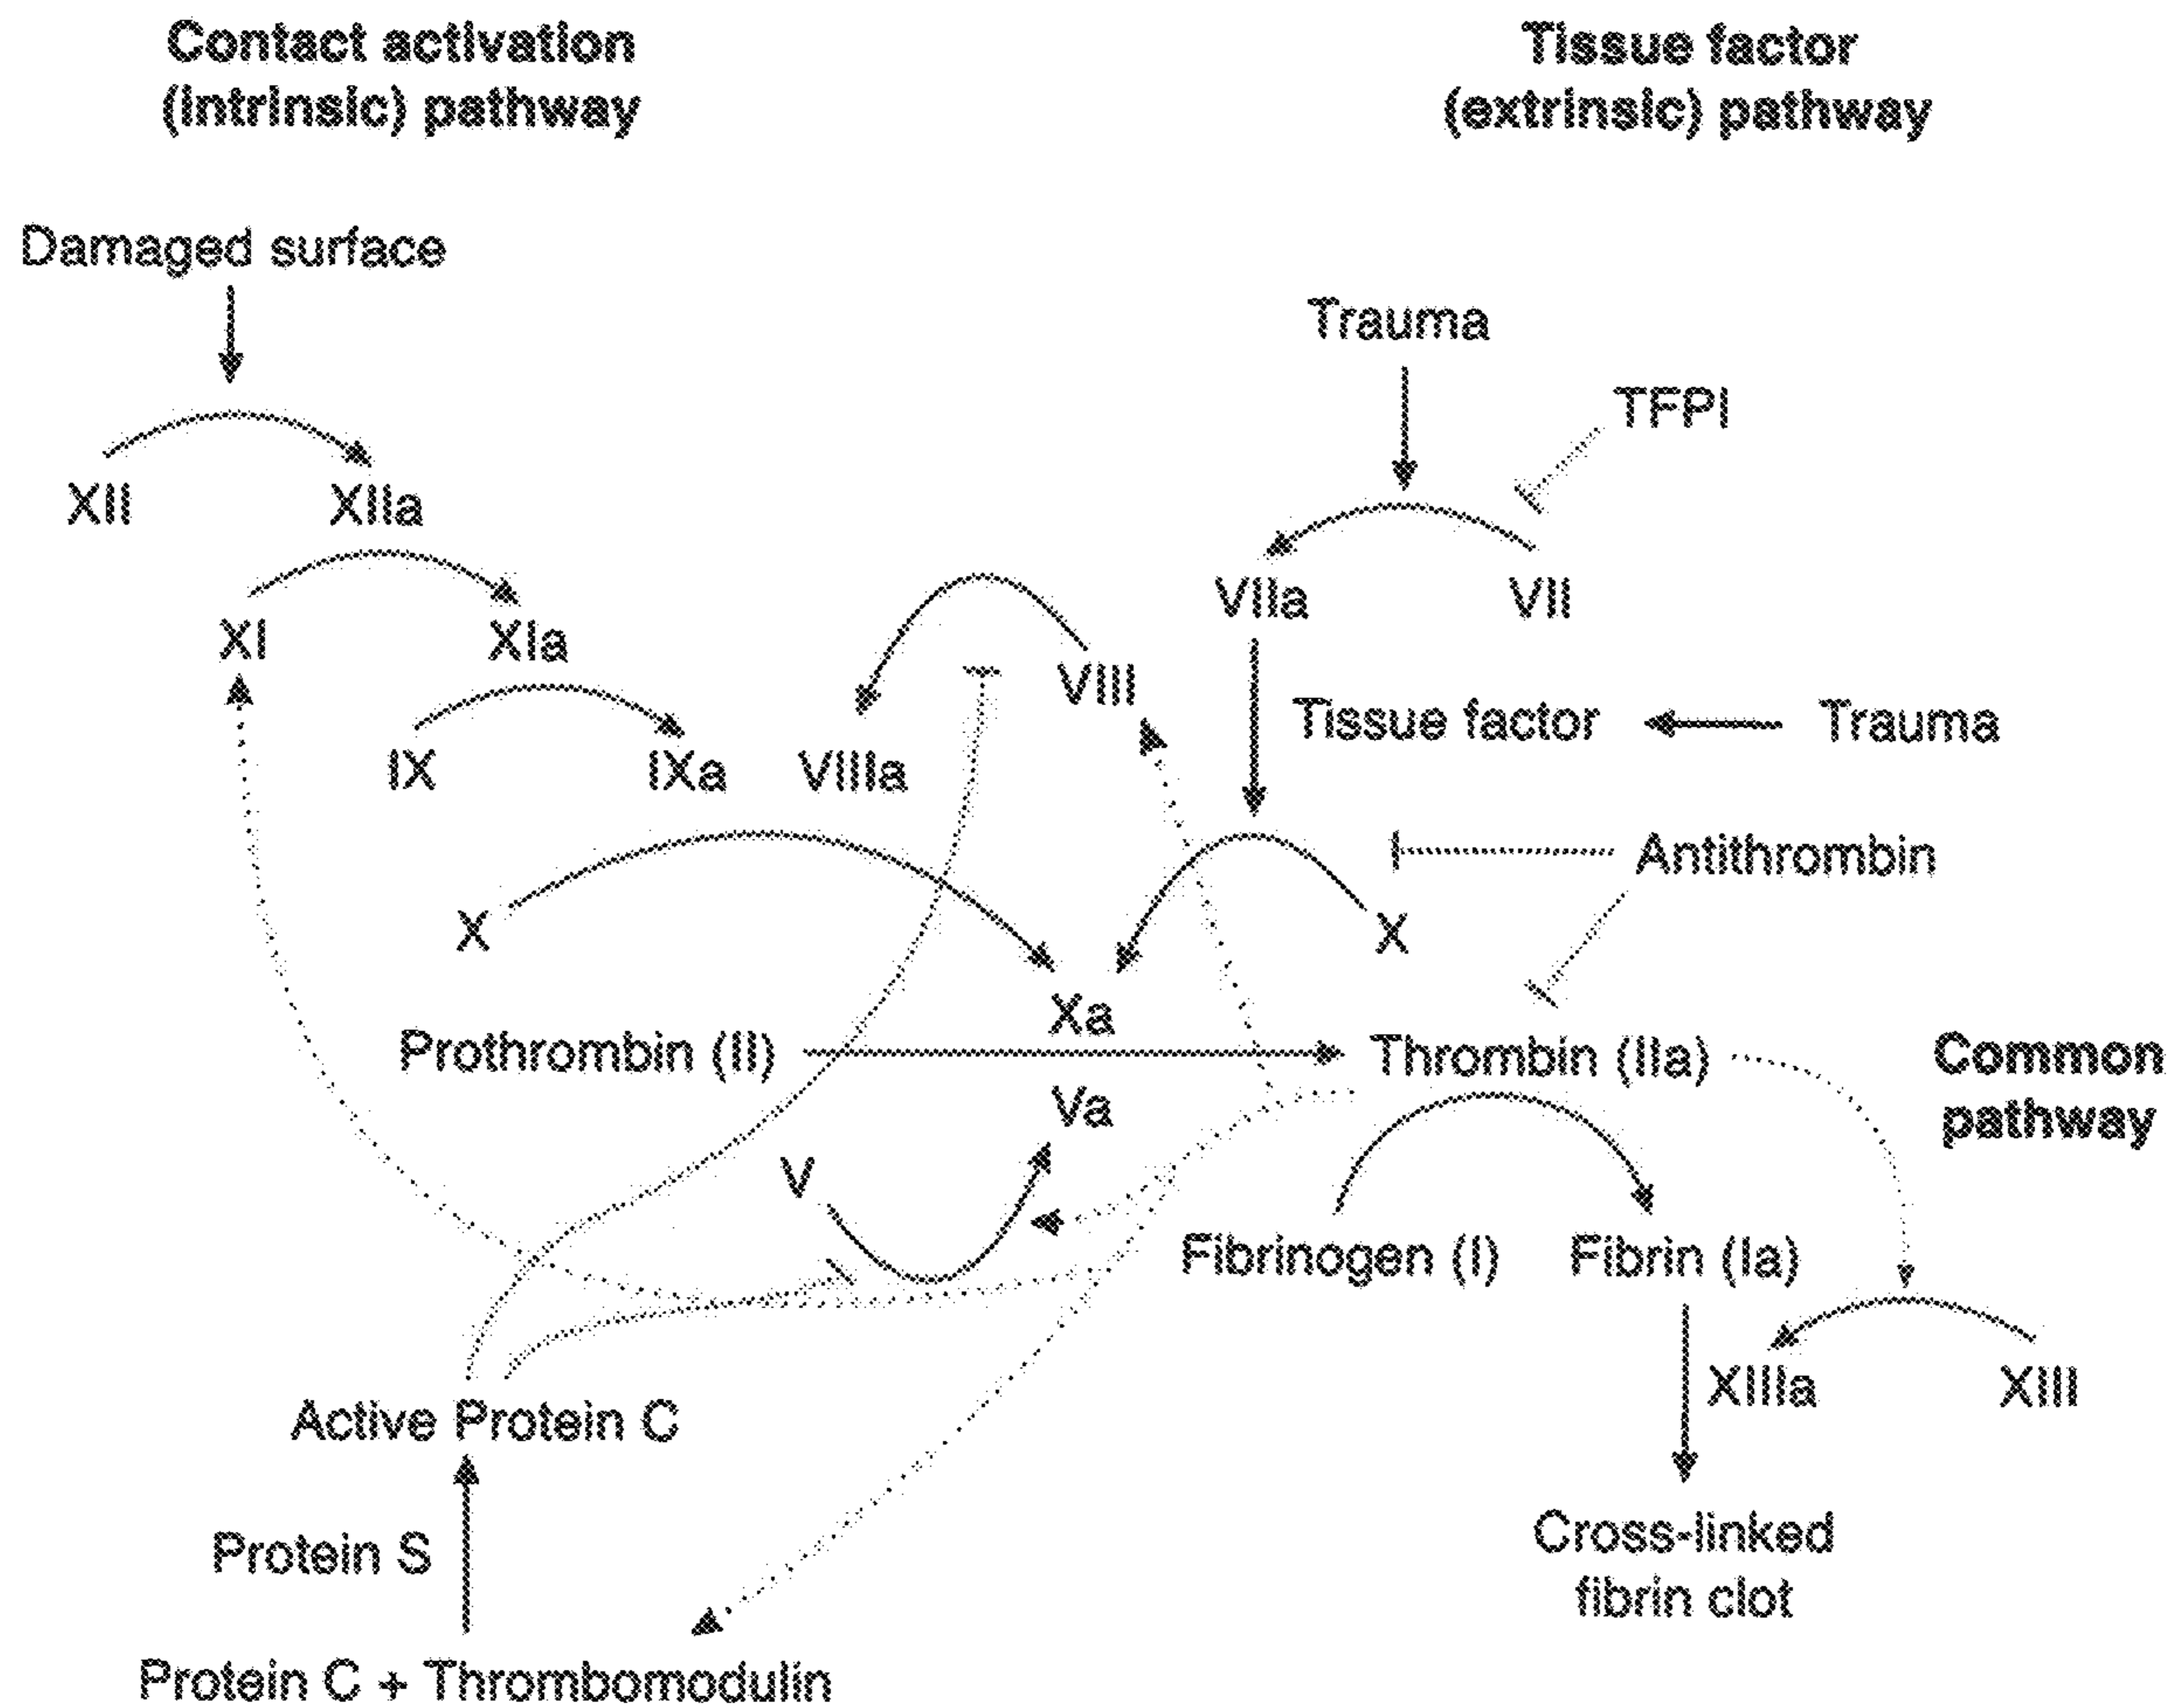 Contact activation
(intrinsic) pathway
Tissue factor
(extrinsic) pathway
Damaged surface
Trauma
TFPI
XII
XIIa
VIIa
VII
XI
XIa
VIII
Tissue factor
Trauma
IX
IXa
VIIIa
Antithrombin
X
X
Xa
Prothrombin (II)
Thrombin (IIa)
Common
pathway
Va
V
Fibrinogen (I)
Fibrin (Ia)
XIIIa
XIII
Active Protein C
Cross-linked
fibrin clot
Protein S
Protein C + Thrombomodulin